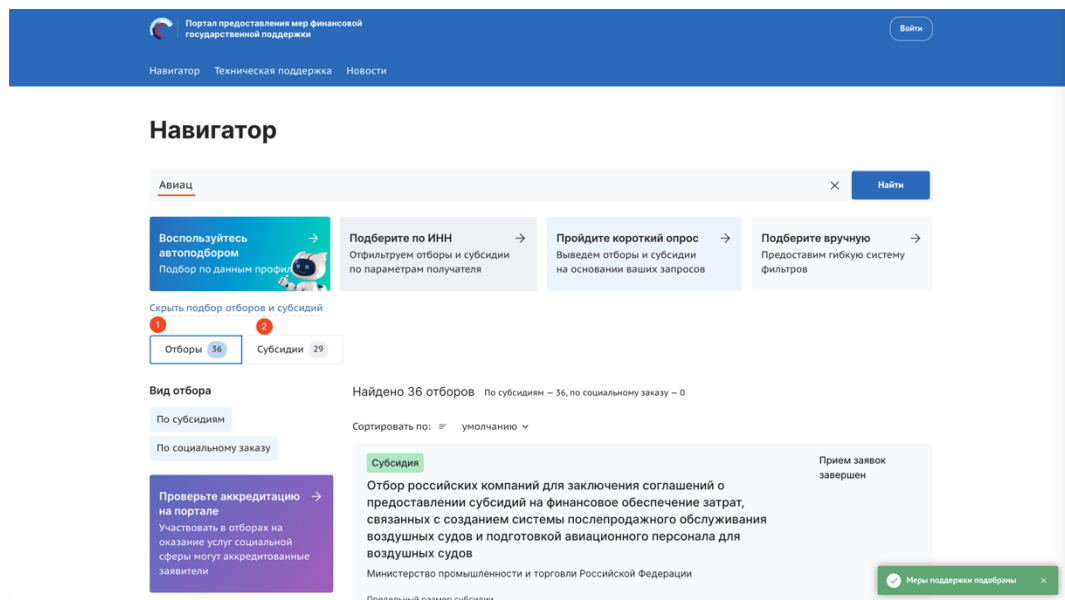 Портал предоставления мер финансовой
государственной поддержки
Войти
Навигатор Техническая поддержка Новости
Навигатор
Авиац
Найти
Воспользуйтесь
автоподбором
Подбор по данным профил
Подберите по ИНН
Отфильтруем отборы и субсидии
по параметрам получателя
Пройдите короткий опрос
Выведем отборы и субсидии
на основании ваших запросов
Подберите вручную
Предоставим гибкую систему
фильтров
Скрыть подбор отборов и субсидий
1 2
Отборы 36 Субсидии 29
Вид отбора
По субсидиям
По социальному заказу
Проверьте аккредитацию
на портале
Участвовать в отборах на
оказание услуг социальной
сферы могут аккредитованные
заявители
Найдено 36 отборов По субсидиям — 36, по социальному заказу — 0
Сортировать по: умолчанию
Субсидия
Прием заявок
завершен
Отбор российских компаний для заключения соглашений о
предоставлении субсидий на финансовое обеспечение затрат,
связанных с созданием системы послепродажного обслуживания
воздушных судов и подготовкой авиационного персонала для
воздушных судов
Министерство промышленности и торговли Российской Федерации
Предельный размер субсидии
Меры поддержки подобраны